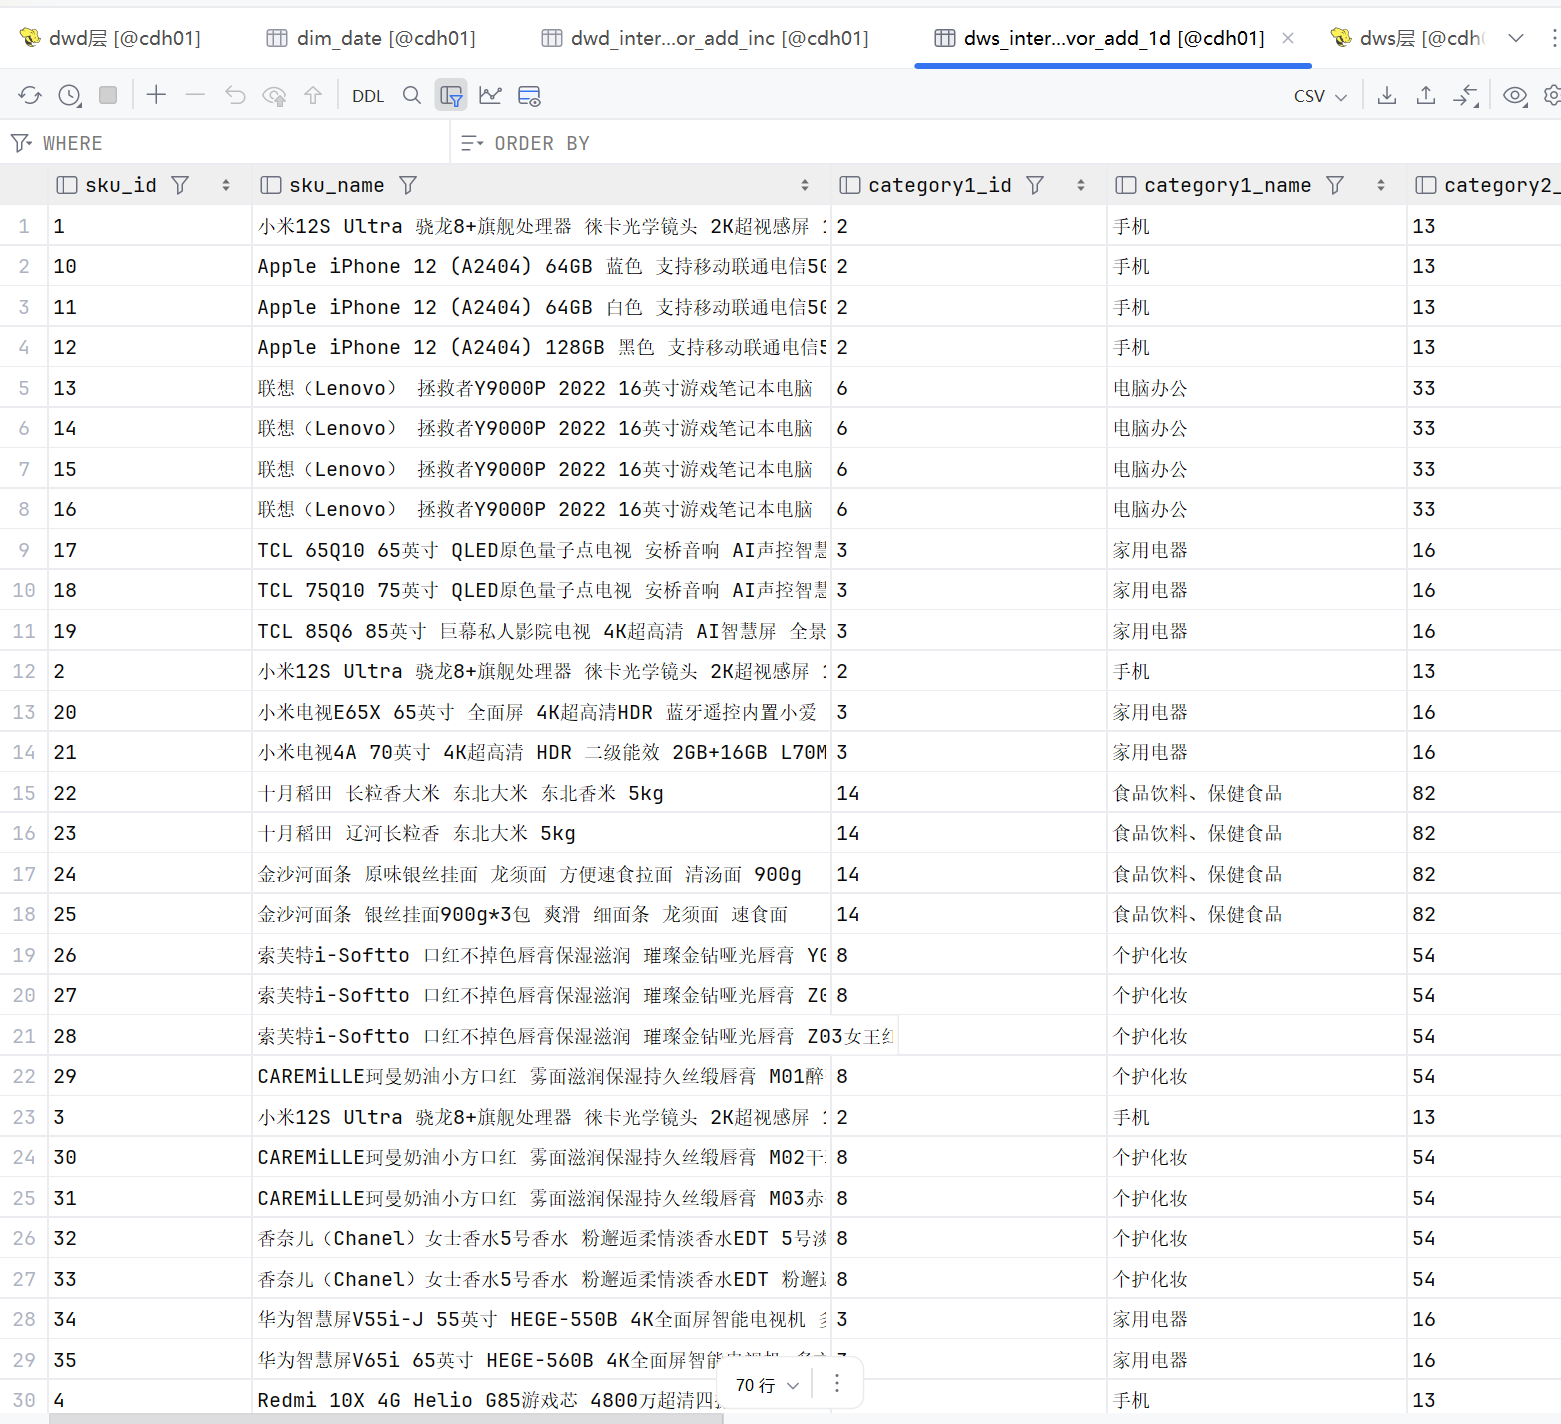 dwd层 [@cdh01] dim_date [@cdh01] dwd_inter...or_add_inc [@cdh01] dws_inter...vor_add_1d [@cdh01] dws层 [@cdh
DDL CSV
WHERE ORDER BY
sku_id sku_name category1_id category1_name category2_
1 1 小米12S Ultra 骁龙8+旗舰处理器 徕卡光学镜头 2K超视感屏 2 手机 13
2 10 Apple iPhone 12 (A2404) 64GB 蓝色 支持移动联通电信5G 2 手机 13
3 11 Apple iPhone 12 (A2404) 64GB 白色 支持移动联通电信5G 2 手机 13
4 12 Apple iPhone 12 (A2404) 128GB 黑色 支持移动联通电信5 2 手机 13
5 13 联想（Lenovo） 拯救者Y9000P 2022 16英寸游戏笔记本电脑 6 电脑办公 33
6 14 联想（Lenovo） 拯救者Y9000P 2022 16英寸游戏笔记本电脑 6 电脑办公 33
7 15 联想（Lenovo） 拯救者Y9000P 2022 16英寸游戏笔记本电脑 6 电脑办公 33
8 16 联想（Lenovo） 拯救者Y9000P 2022 16英寸游戏笔记本电脑 6 电脑办公 33
9 17 TCL 65Q10 65英寸 QLED原色量子点电视 安桥音响 AI声控智慧 3 家用电器 16
10 18 TCL 75Q10 75英寸 QLED原色量子点电视 安桥音响 AI声控智慧 3 家用电器 16
11 19 TCL 85Q6 85英寸 巨幕私人影院电视 4K超高清 AI智慧屏 全景 3 家用电器 16
12 2 小米12S Ultra 骁龙8+旗舰处理器 徕卡光学镜头 2K超视感屏 2 手机 13
13 20 小米电视E65X 65英寸 全面屏 4K超高清HDR 蓝牙遥控内置小爱 3 家用电器 16
14 21 小米电视4A 70英寸 4K超高清 HDR 二级能效 2GB+16GB L70M 3 家用电器 16
15 22 十月稻田 长粒香大米 东北大米 东北香米 5kg 14 食品饮料、保健食品 82
16 23 十月稻田 辽河长粒香 东北大米 5kg 14 食品饮料、保健食品 82
17 24 金沙河面条 原味银丝挂面 龙须面 方便速食拉面 清汤面 900g 14 食品饮料、保健食品 82
18 25 金沙河面条 银丝挂面900g*3包 爽滑 细面条 龙须面 速食面 14 食品饮料、保健食品 82
19 26 索芙特i-Softto 口红不掉色唇膏保湿滋润 璀璨金钻哑光唇膏 Y0 8 个护化妆 54
20 27 索芙特i-Softto 口红不掉色唇膏保湿滋润 璀璨金钻哑光唇膏 Z0 8 个护化妆 54
21 28 索芙特i-Softto 口红不掉色唇膏保湿滋润 璀璨金钻哑光唇膏 Z03女王红 个护化妆 54
22 29 CAREMiLLE珂曼奶油小方口红 雾面滋润保湿持久丝缎唇膏 M01醉 8 个护化妆 54
23 3 小米12S Ultra 骁龙8+旗舰处理器 徕卡光学镜头 2K超视感屏 2 手机 13
24 30 CAREMiLLE珂曼奶油小方口红 雾面滋润保湿持久丝缎唇膏 M02干 8 个护化妆 54
25 31 CAREMiLLE珂曼奶油小方口红 雾面滋润保湿持久丝缎唇膏 M03赤 8 个护化妆 54
26 32 香奈儿（Chanel）女士香水5号香水 粉邂逅柔情淡香水EDT 5号淡 8 个护化妆 54
27 33 香奈儿（Chanel）女士香水5号香水 粉邂逅柔情淡香水EDT 粉邂逅 8 个护化妆 54
28 34 华为智慧屏V55i-J 55英寸 HEGE-550B 4K全面屏智能电视机 3 家用电器 16
29 35 华为智慧屏V65i 65英寸 HEGE-560B 4K全面屏智能电视机 家用电器 16
30 4 Redmi 10X 4G Helio G85游戏芯 4800万超清四 手机 13
70 行